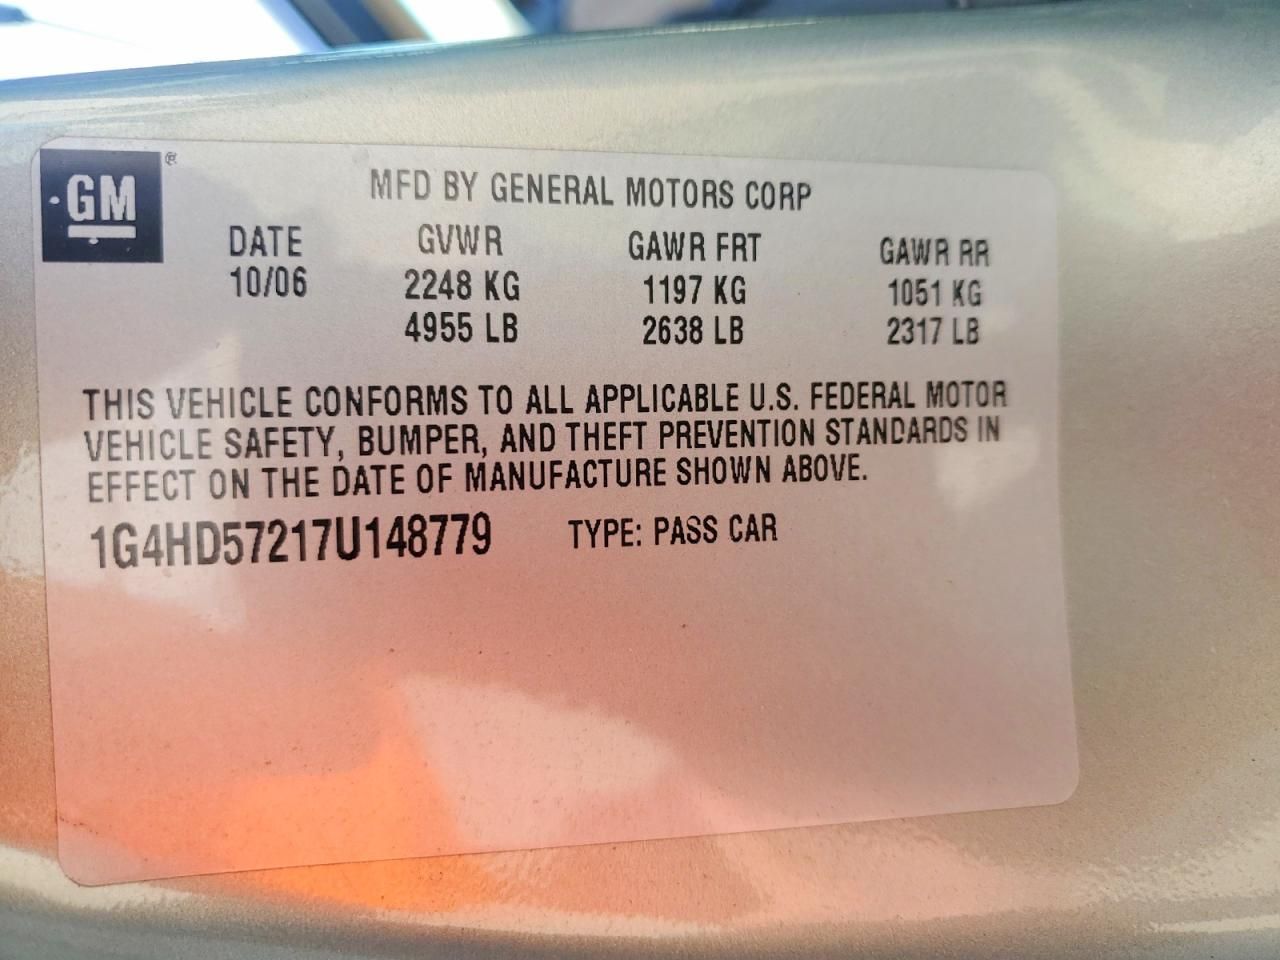 GM ®
MFD BY GENERAL MOTORS CORP
DATE GVWR GAWR FRT GAWR RR
10/06 2248 KG 1197 KG 1051 KG
4955 LB 2638 LB 2317 LB
THIS VEHICLE CONFORMS TO ALL APPLICABLE U.S. FEDERAL MOTOR
VEHICLE SAFETY, BUMPER, AND THEFT PREVENTION STANDARDS IN
EFFECT ON THE DATE OF MANUFACTURE SHOWN ABOVE.
1G4HD57217U148779 TYPE: PASS CAR